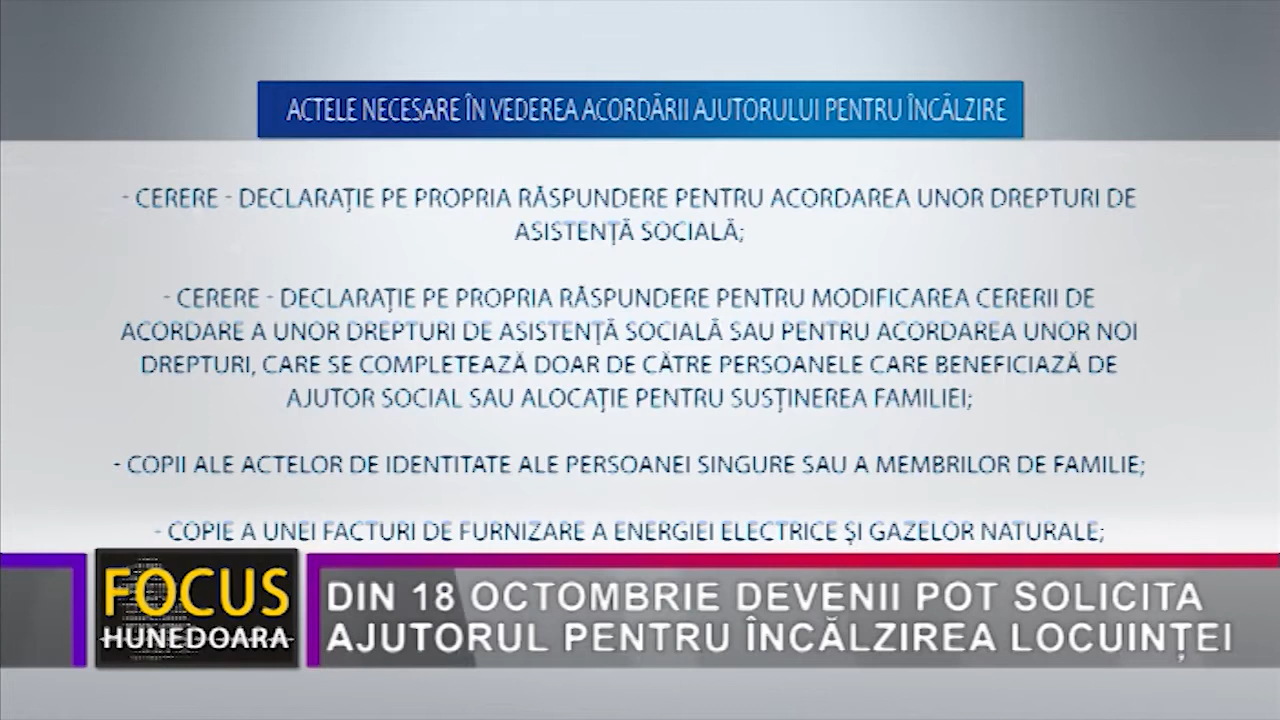 ACTELE NECESARE ÎN VEDEREA ACORDĂRII AJUTORULUI PENTRU ÎNCĂLZIRE
- CERERE - DECLARAȚIE PE PROPRIA RĂSPUNDERE PENTRU ACORDAREA UNOR DREPTURI DE
ASISTENȚĂ SOCIALĂ;
- CERERE - DECLARAȚIE PE PROPRIA RĂSPUNDERE PENTRU MODIFICAREA CERERII DE
ACORDARE A UNOR DREPTURI DE ASISTENȚĂ SOCIALĂ SAU PENTRU ACORDAREA UNOR NOI
DREPTURI, CARE SE COMPLETEAZĂ DOAR DE CĂTRE PERSOANELE CARE BENEFICIAZĂ DE
AJUTOR SOCIAL SAU ALOCAȚIE PENTRU SUSȚINEREA FAMILIEI;
- COPII ALE ACTELOR DE IDENTITATE ALE PERSOANEI SINGURE SAU A MEMBRILOR DE FAMILIE;
- COPIE A UNEI FACTURI DE FURNIZARE A ENERGIEI ELECTRICE ȘI GAZELOR NATURALE;
FOCUS
HUNEDOARA
DIN 18 OCTOMBRIE DEVENII POT SOLICITA
AJUTORUL PENTRU ÎNCĂLZIREA LOCUINȚEI